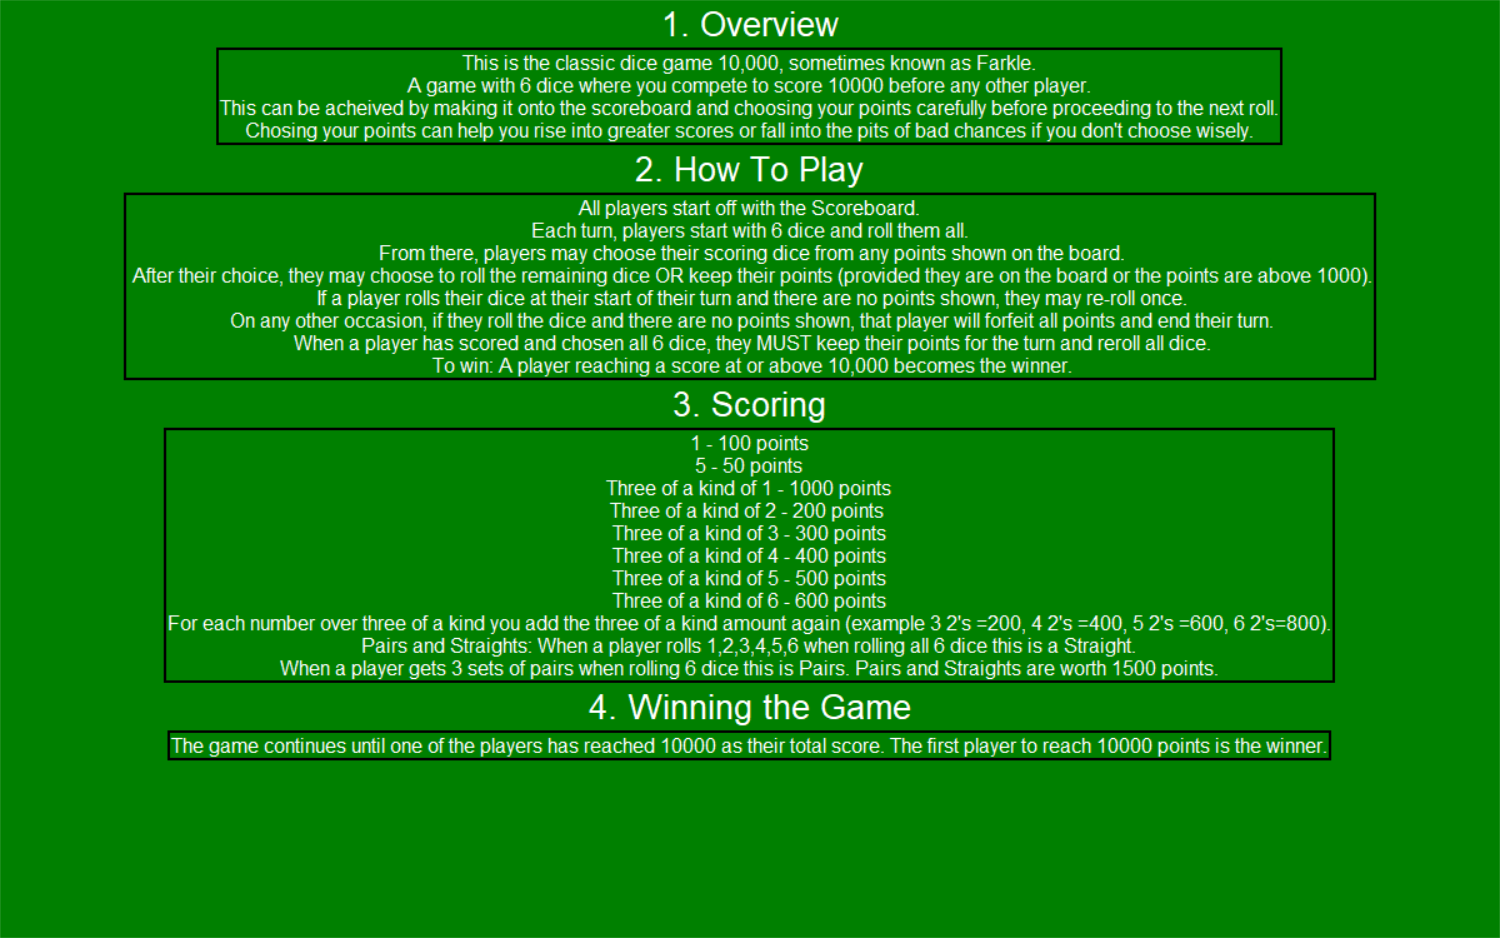 1. Overview
This is the classic dice game 10,000, sometimes known as Farkle.
A game with 6 dice where you compete to score 10000 before any other player.
This can be acheived by making it onto the scoreboard and choosing your points carefully before proceeding to the next roll.
Chosing your points can help you rise into greater scores or fall into the pits of bad chances if you don't choose wisely.
2. How To Play
All players start off with the Scoreboard.
Each turn, players start with 6 dice and roll them all.
From there, players may choose their scoring dice from any points shown on the board.
After their choice, they may choose to roll the remaining dice OR keep their points (provided they are on the board or the points are above 1000).
If a player rolls their dice at their start of their turn and there are no points shown, they may re-roll once.
On any other occasion, if they roll the dice and there are no points shown, that player will forfeit all points and end their turn.
When a player has scored and chosen all 6 dice, they MUST keep their points for the turn and reroll all dice.
To win: A player reaching a score at or above 10,000 becomes the winner.
3. Scoring
1 - 100 points
5 - 50 points
Three of a kind of 1 - 1000 points
Three of a kind of 2 - 200 points
Three of a kind of 3 - 300 points
Three of a kind of 4 - 400 points
Three of a kind of 5 - 500 points
Three of a kind of 6 - 600 points
For each number over three of a kind you add the three of a kind amount again (example 3 2's =200, 4 2's =400, 5 2's =600, 6 2's=800).
Pairs and Straights: When a player rolls 1,2,3,4,5,6 when rolling all 6 dice this is a Straight.
When a player gets 3 sets of pairs when rolling 6 dice this is Pairs. Pairs and Straights are worth 1500 points.
4. Winning the Game
The game continues until one of the players has reached 10000 as their total score. The first player to reach 10000 points is the winner.